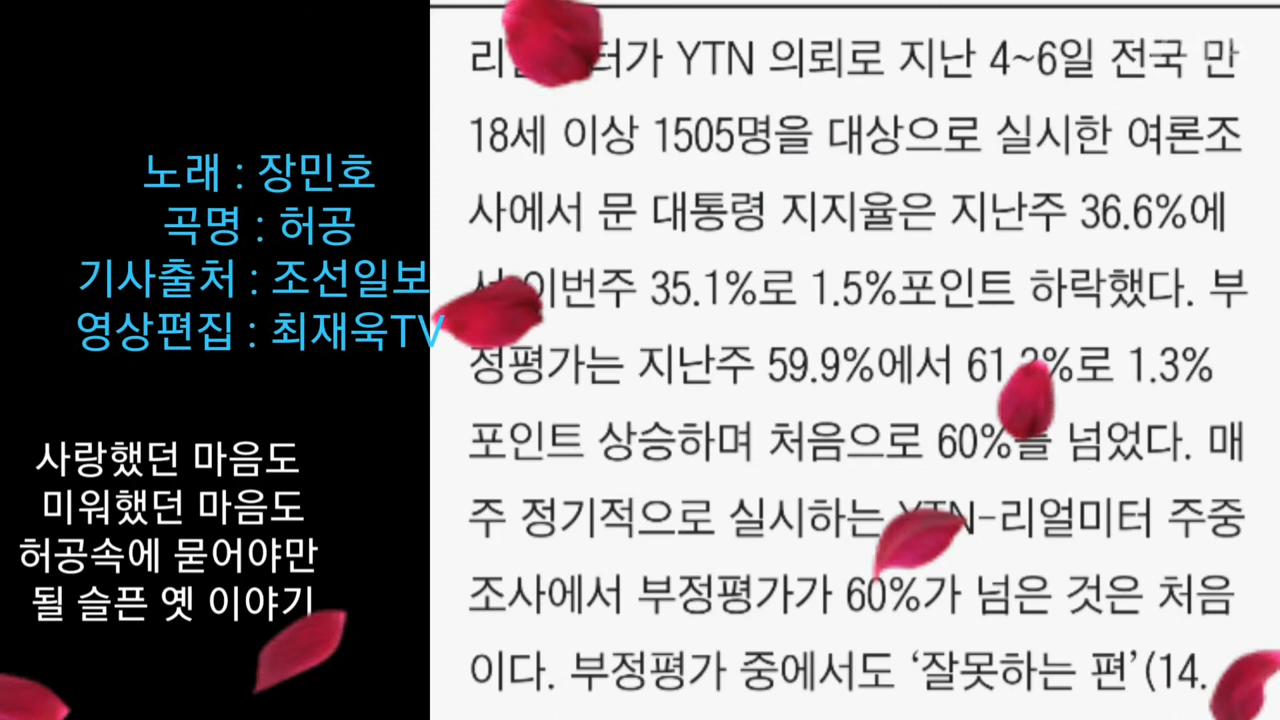 노래 : 장민호
곡명 : 허공
기사출처 : 조선일보
영상편집 : 최재욱TV
사랑했던 마음도
미워했던 마음도
허공속에 묻어야만
될 슬픈 옛 이야기
YTN 의뢰로 지난 4~6일 전국 만
18세 이상 1505명을 대상으로 실시한 여론조
사에서 문 대통령 지지율은 지난주 36.6%에
이번주 35.1%로 1.5%포인트 하락했다. 부
정평가는 지난주 59.9%에서 로 1.3%
포인트 상승하며 처음으로 60%를 넘었다. 매
주 정기적으로 실시하는 YTN-리얼미터 주중
조사에서 부정평가가 60%가 넘은 것은 처음
이다. 부정평가 중에서도 ‘잘못하는 편’(14.